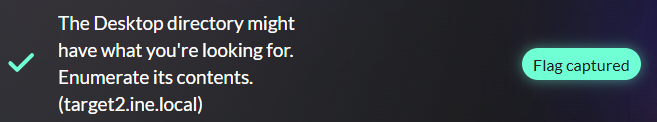 The Desktop directory might
have what you're looking for.
Enumerate its contents.
(target2.ine.local)
Flag captured